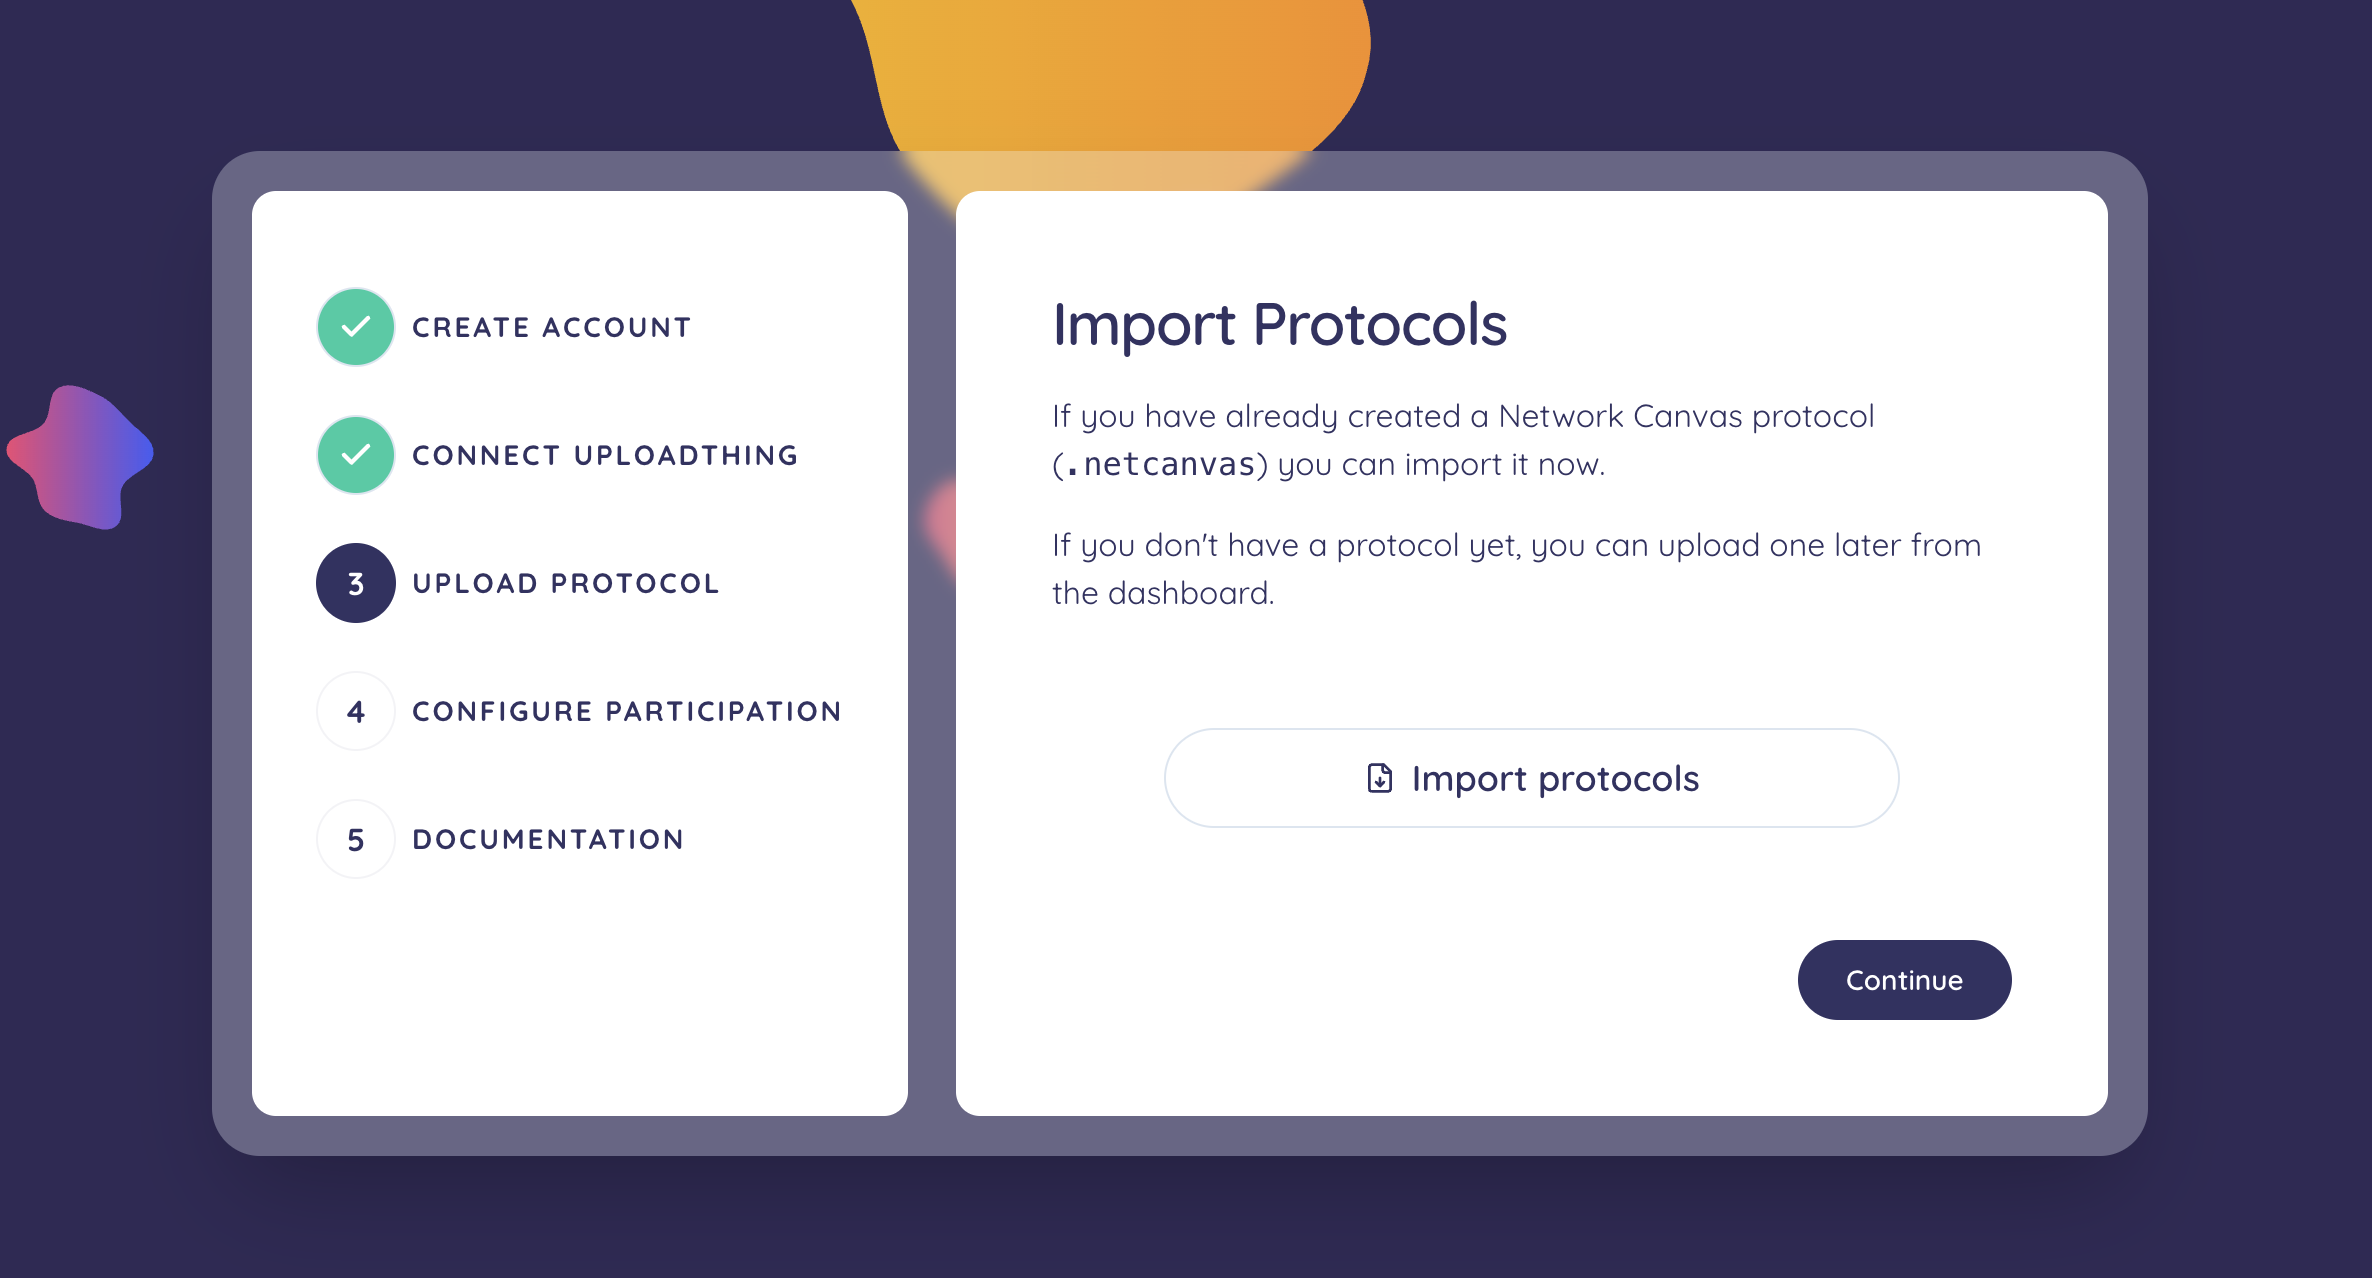 CREATE ACCOUNT
CONNECT UPLOADTHING
3 UPLOAD PROTOCOL
4 CONFIGURE PARTICIPATION
5 DOCUMENTATION
Import Protocols
If you have already created a Network Canvas protocol
(.netcanvas) you can import it now.
If you don't have a protocol yet, you can upload one later from
the dashboard.
Import protocols
Continue